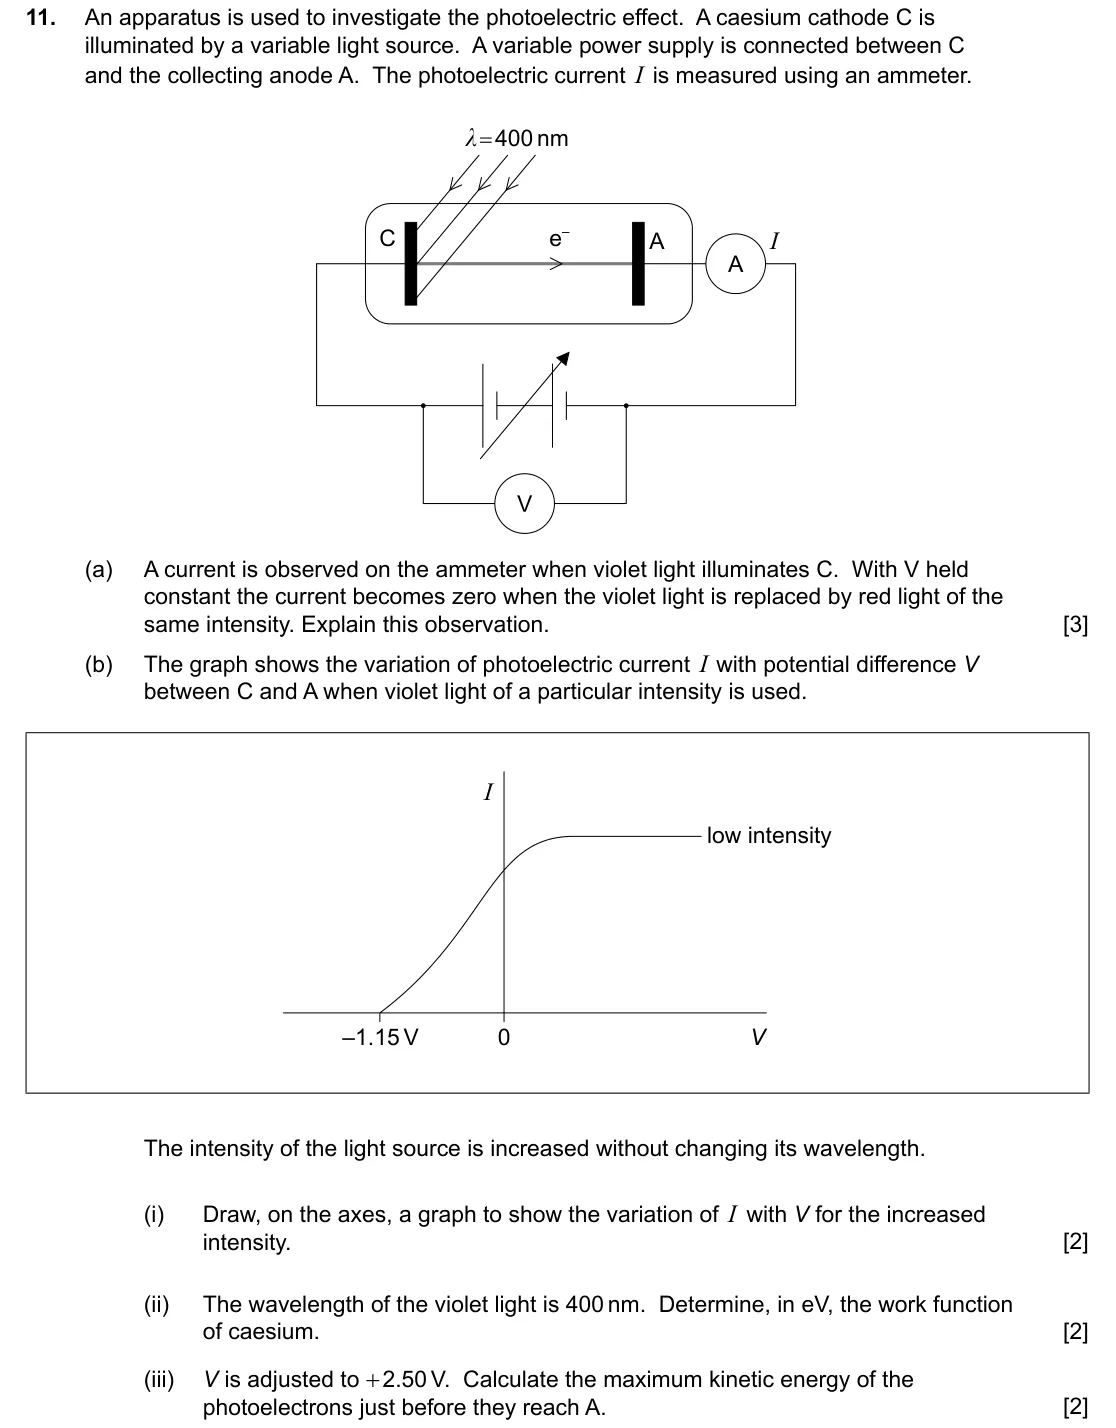 11. An apparatus is used to investigate the photoelectric effect. A caesium cathode C is
illuminated by a variable light source. A variable power supply is connected between C
and the collecting anode A. The photoelectric current I is measured using an ammeter.
λ=400 nm
C
e⁻
A
A
I
V
(a) A current is observed on the ammeter when violet light illuminates C. With V held
constant the current becomes zero when the violet light is replaced by red light of the
same intensity. Explain this observation. [3]
(b) The graph shows the variation of photoelectric current I with potential difference V
between C and A when violet light of a particular intensity is used.
I
low intensity
–1.15 V
0
V
The intensity of the light source is increased without changing its wavelength.
(i) Draw, on the axes, a graph to show the variation of I with V for the increased
intensity. [2]
(ii) The wavelength of the violet light is 400 nm. Determine, in eV, the work function
of caesium. [2]
(iii) V is adjusted to +2.50 V. Calculate the maximum kinetic energy of the
photoelectrons just before they reach A. [2]